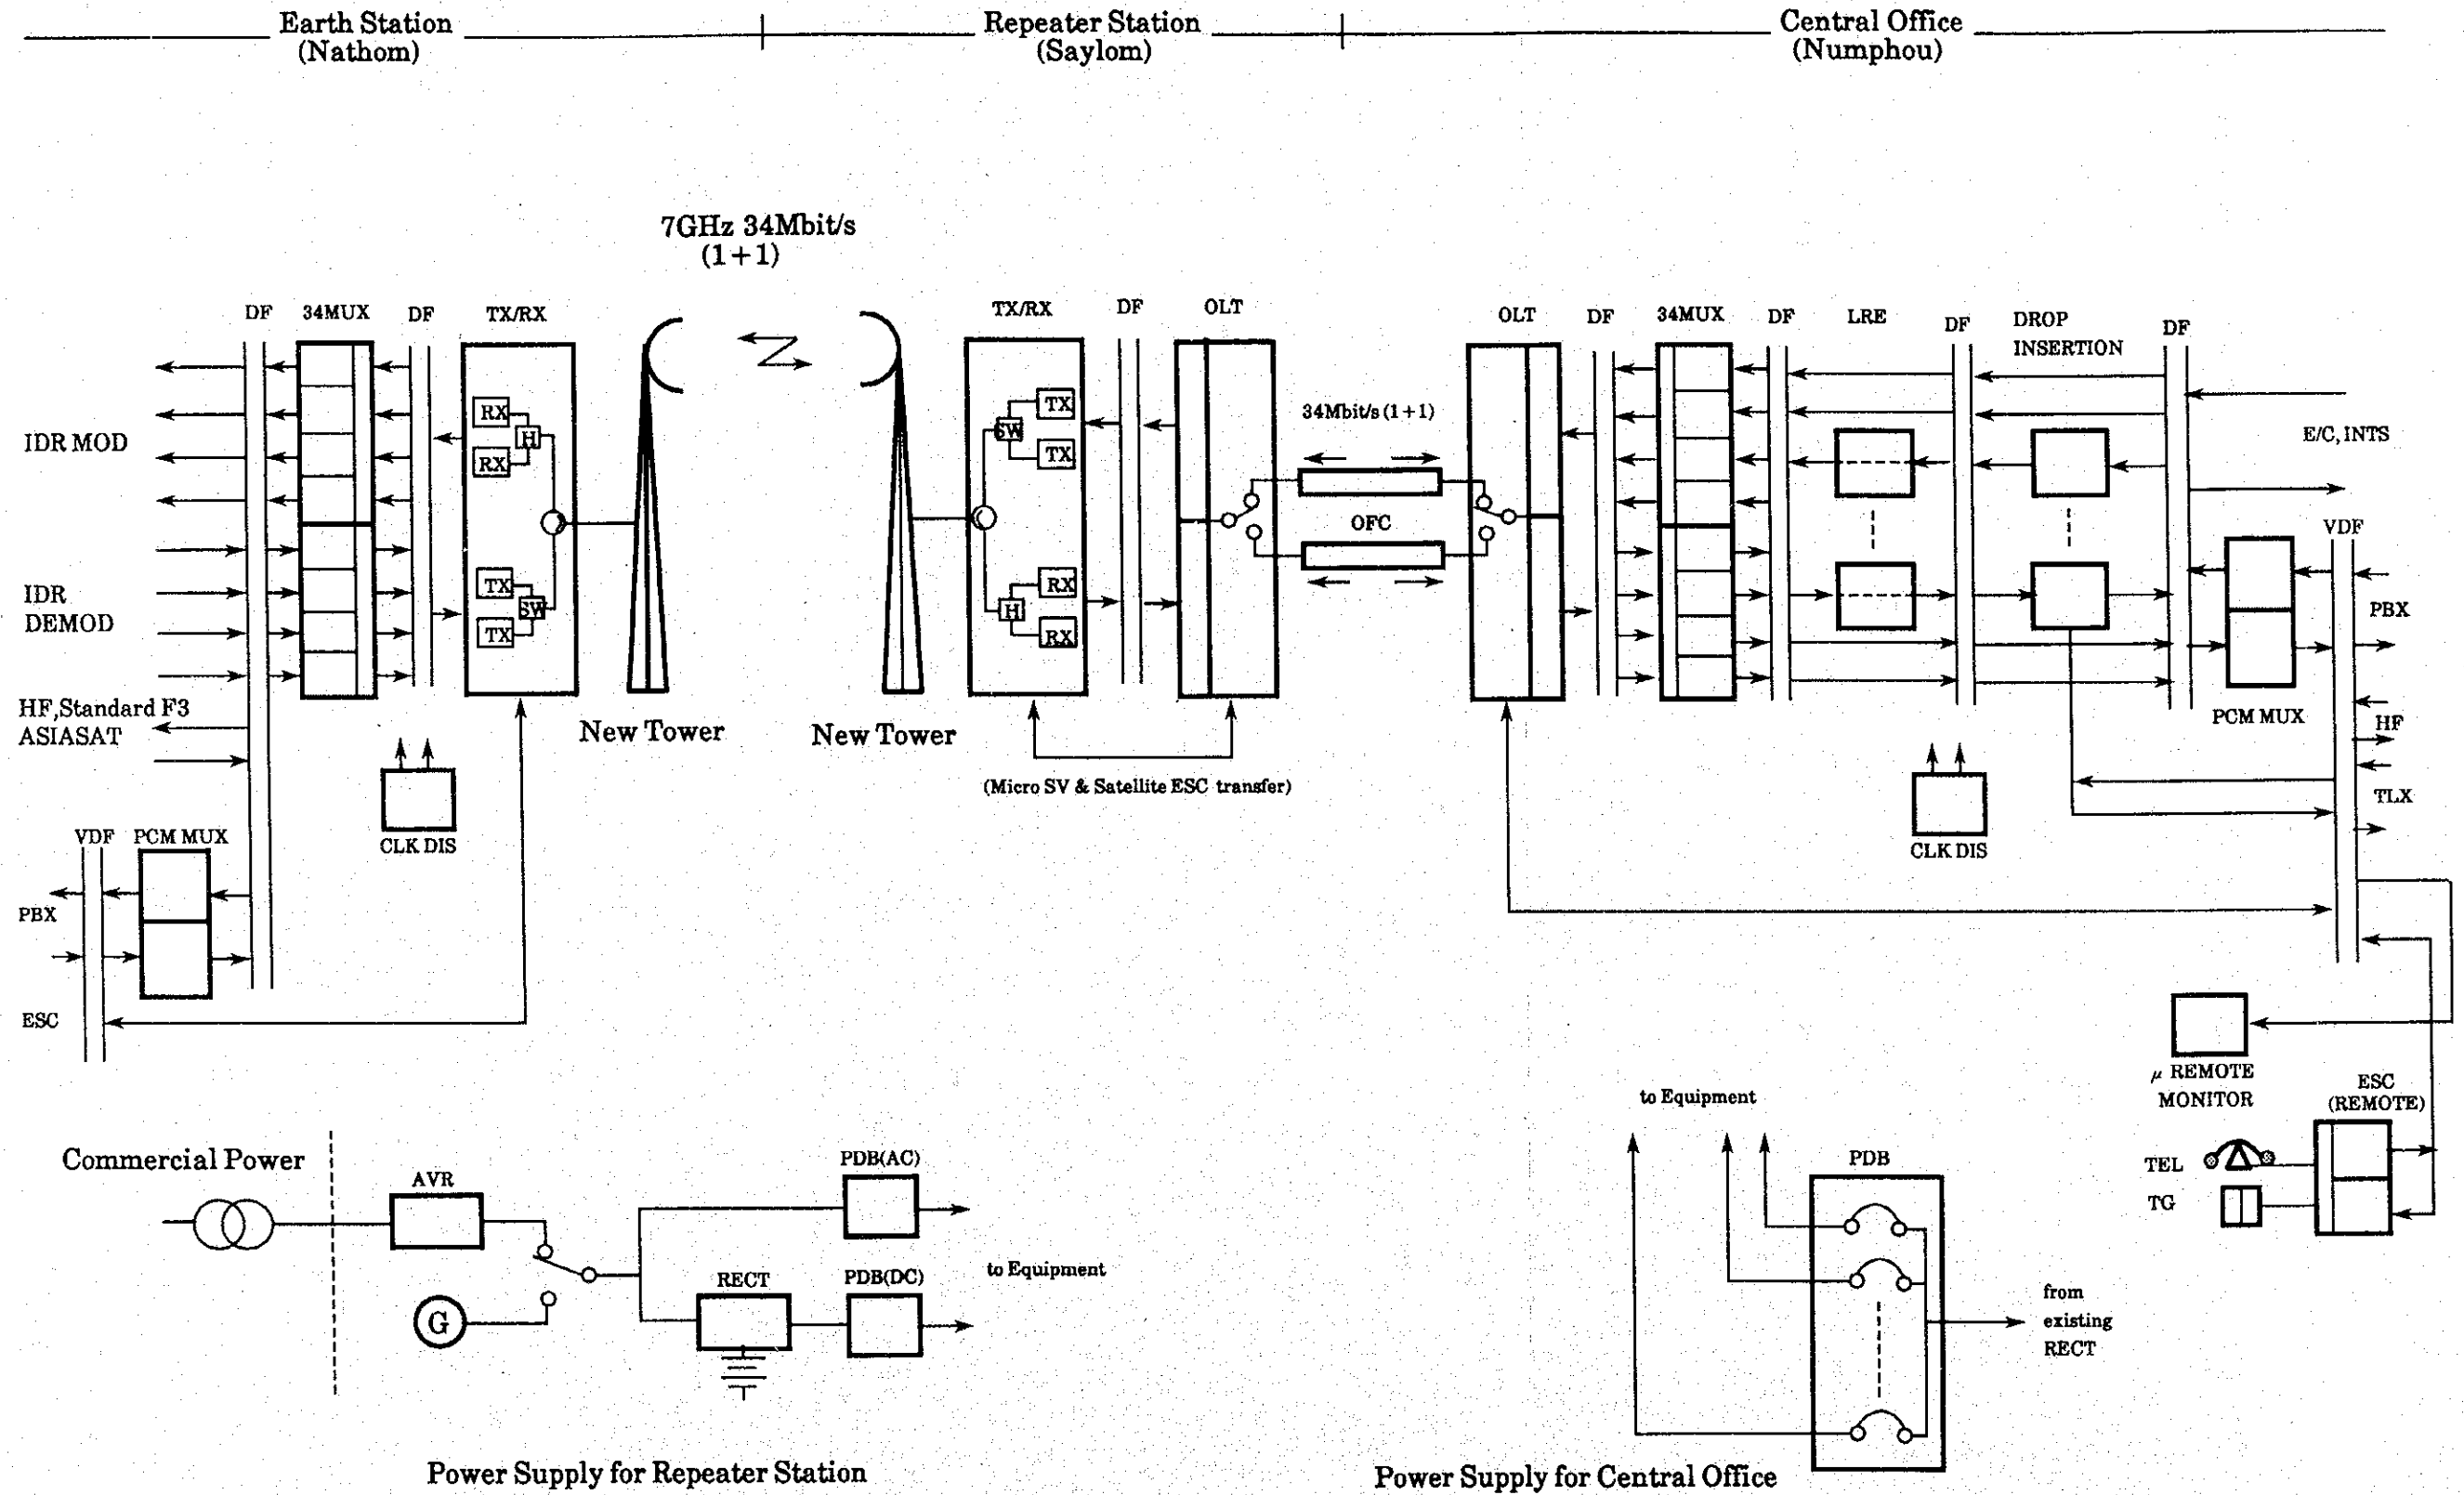 Earth Station
(Nathom)
Repeater Station
(Saylom)
Central Office
(Numphou)
7GHz 34Mbit/s
(1+1)
DF
34MUX
DF
TX/RX
TX/RX
DF
OLT
OLT
DF
34MUX
DF
LRE
DF
DROP
INSERTION
DF
RX
H
RX
TX
SW
TX
TX
SW
TX
RX
H
RX
34Mbit/s (1+1)
OFC
IDR MOD
IDR
DEMOD
HF,Standard F3
ASIASAT
E/C, INTS
VDF
PBX
HF
TLX
PCM MUX
New Tower
New Tower
(Micro SV & Satellite ESC transfer)
CLK DIS
CLK DIS
VDF
PCM MUX
PBX
ESC
μ REMOTE
MONITOR
ESC
(REMOTE)
TEL
TG
Commercial Power
AVR
G
RECT
PDB(AC)
PDB(DC)
to Equipment
Power Supply for Repeater Station
to Equipment
PDB
from
existing
RECT
Power Supply for Central Office